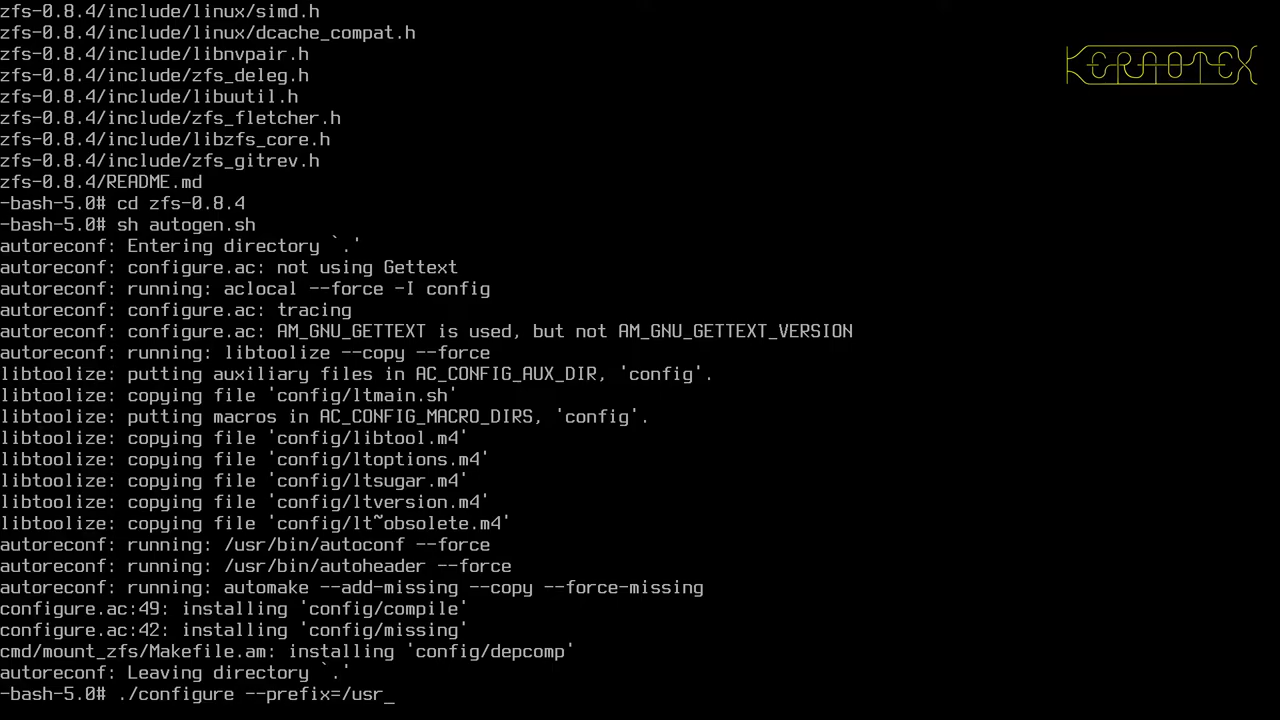 zfs-0.8.4/include/linux/simd.h
zfs-0.8.4/include/linux/dcache_compat.h
zfs-0.8.4/include/libnvpair.h
zfs-0.8.4/include/zfs_deleg.h
zfs-0.8.4/include/libuutil.h
zfs-0.8.4/include/zfs_fletcher.h
zfs-0.8.4/include/libzfs_core.h
zfs-0.8.4/include/zfs_gitrev.h
zfs-0.8.4/README.md
-bash-5.0# cd zfs-0.8.4
-bash-5.0# sh autogen.sh
autoreconf: Entering directory `.'
autoreconf: configure.ac: not using Gettext
autoreconf: running: aclocal --force -I config
autoreconf: configure.ac: tracing
autoreconf: configure.ac: AM_GNU_GETTEXT is used, but not AM_GNU_GETTEXT_VERSION
autoreconf: running: libtoolize --copy --force
libtoolize: putting auxiliary files in AC_CONFIG_AUX_DIR, 'config'.
libtoolize: copying file 'config/ltmain.sh'
libtoolize: putting macros in AC_CONFIG_MACRO_DIRS, 'config'.
libtoolize: copying file 'config/libtool.m4'
libtoolize: copying file 'config/ltoptions.m4'
libtoolize: copying file 'config/ltsugar.m4'
libtoolize: copying file 'config/ltversion.m4'
libtoolize: copying file 'config/lt~obsolete.m4'
autoreconf: running: /usr/bin/autoconf --force
autoreconf: running: /usr/bin/autoheader --force
autoreconf: running: automake --add-missing --copy --force-missing
configure.ac:49: installing 'config/compile'
configure.ac:42: installing 'config/missing'
cmd/mount_zfs/Makefile.am: installing 'config/depcomp'
autoreconf: Leaving directory `.'
-bash-5.0# ./configure --prefix=/usr_